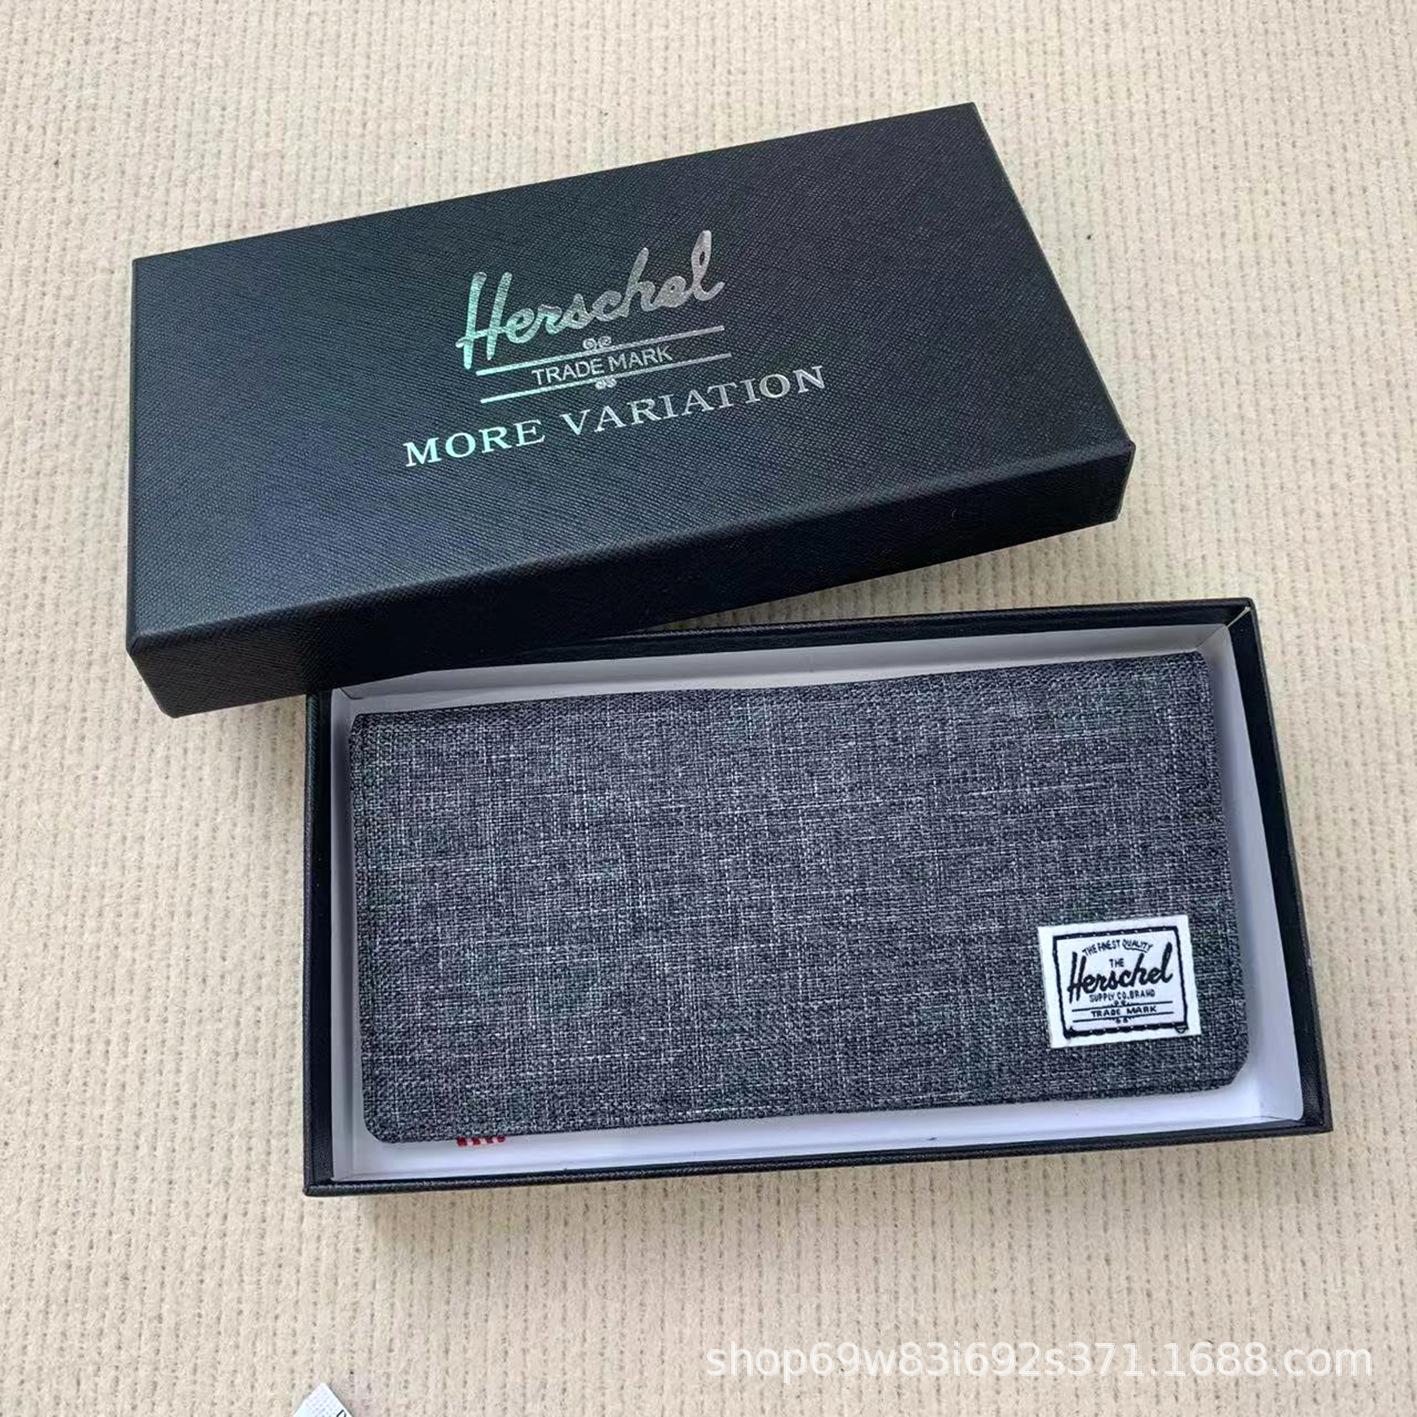 Herschel
TRADE MARK
MORE VARIATION
THE FINEST QUALITY
THE
Herschel
SUPPLY CO. BRAND
TRADE MARK
shop69w83i692s371.1688.com